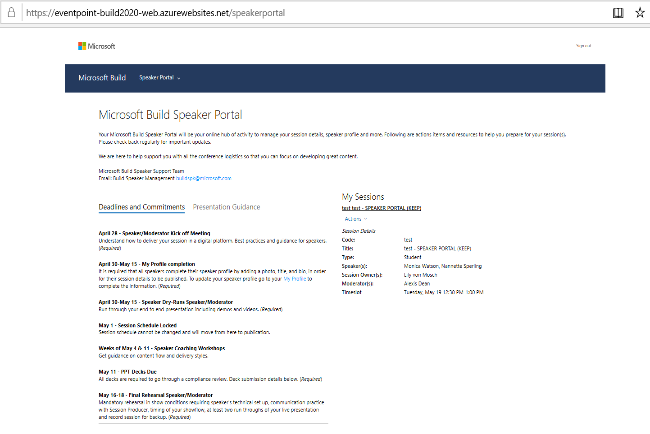 https://eventpoint-build2020-web.azurewebsites.net/speakerportal
Microsoft
Sign out
Microsoft Build
Speaker Portal
Microsoft Build Speaker Portal
Your Microsoft Build Speaker Portal will be your online hub of activity to manage your session details, speaker profile and more. Following are actions items and resources to help you prepare for your session(s).
Please check back regularly for important updates.
We are here to help support you with all the conference logistics so that you can focus on developing great content.
Microsoft Build Speaker Support Team
Email: Build Speaker Management buildspk@microsoft.com
Deadlines and Commitments
Presentation Guidance
April 28 - Speaker/Moderator Kick off Meeting
Understand how to deliver your session in a digital platform. Best practices and guidance for speakers
(Required)
April 30-May 15 - My Profile completion
It is required that all speakers complete their speaker profile by adding a photo, title, and bio, in order
for their session details to be published. To update your speaker profile go to your My Profile to
complete the information. (Required)
April 30-May 15 - Speaker Dry-Runs Speaker/Moderator
Run through your end to end presentation including demos and videos. (Required)
May 1 - Session Schedule Locked
Session schedule cannot be changed and will move from here to publication.
Weeks of May 4 & 11 - Speaker Coaching Workshops
Get guidance on content flow and delivery styles.
May 11 - PPT Decks Due
All decks are required to go through a compliance review. Deck submission details below. (Required)
May 16-18 - Final Rehearsal Speaker/Moderator
Mandatory rehearsal in show conditions requiring speaker's technical set up, communication practice
with Session Producer, timing of your showflow, at least two run throughs of your live presentation
and record session for backup. (Required)
My Sessions
test test - SPEAKER PORTAL (KEEP)
Actions
Session Details
Code: test
Title: test - SPEAKER PORTAL (KEEP)
Type: Student
Speaker(s): Monica Watson, Nannette Sperling
Session Owner(s): Lily von Mosch
Moderator(s): Alexis Dean
Timeslot: Tuesday, May 19 12:30 PM 1:00 PM